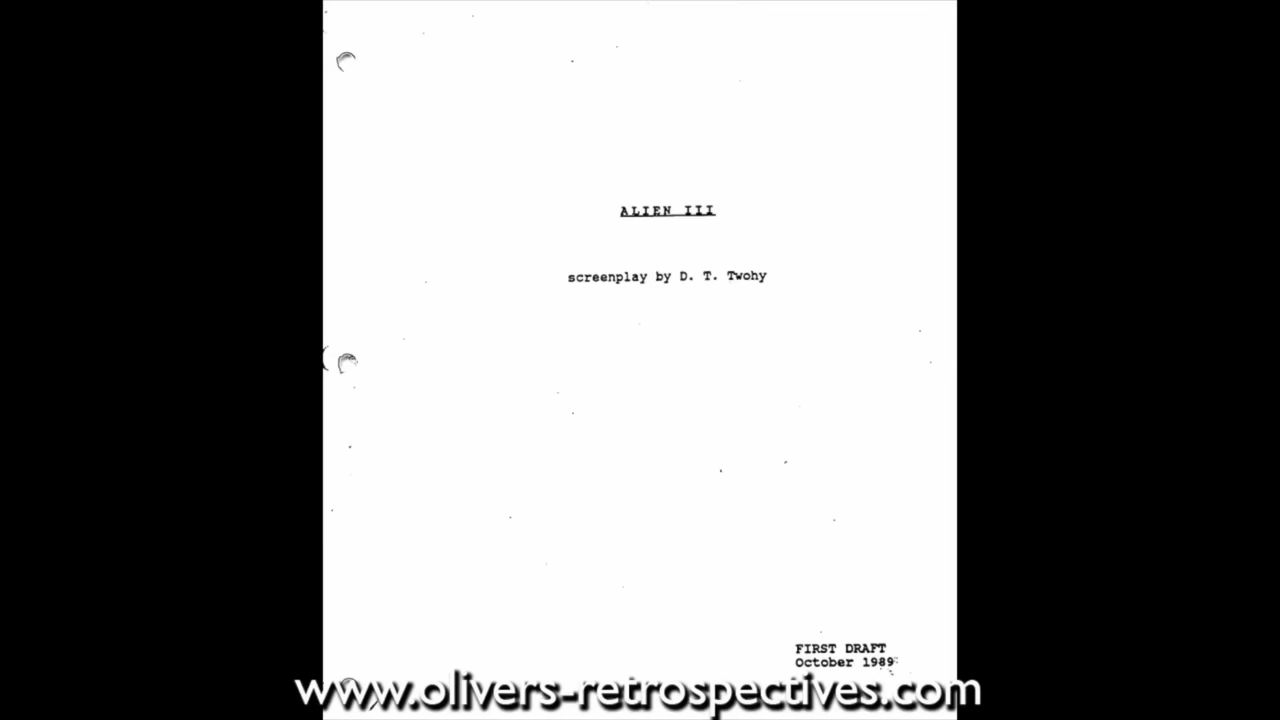 ALIEN III
screenplay by D. T. Twohy
FIRST DRAFT
October 1989
www.olivers-retrospectives.com